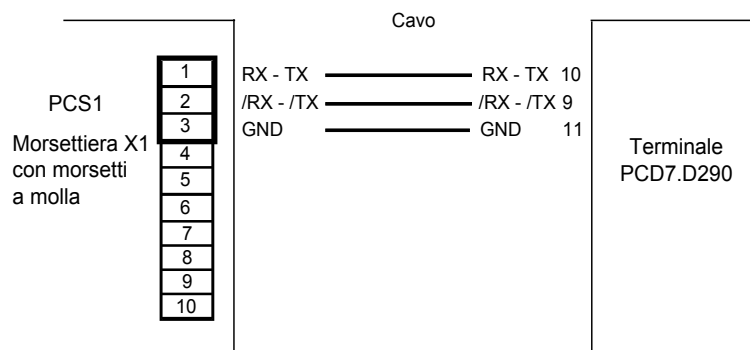 Cavo
PCS1
Morsettiera X1
con morsetti
a molla
1
2
3
4
5
6
7
8
9
10
RX - TX
/RX - /TX
GND
RX - TX 10
/RX - /TX 9
GND 11
Terminale
PCD7.D290